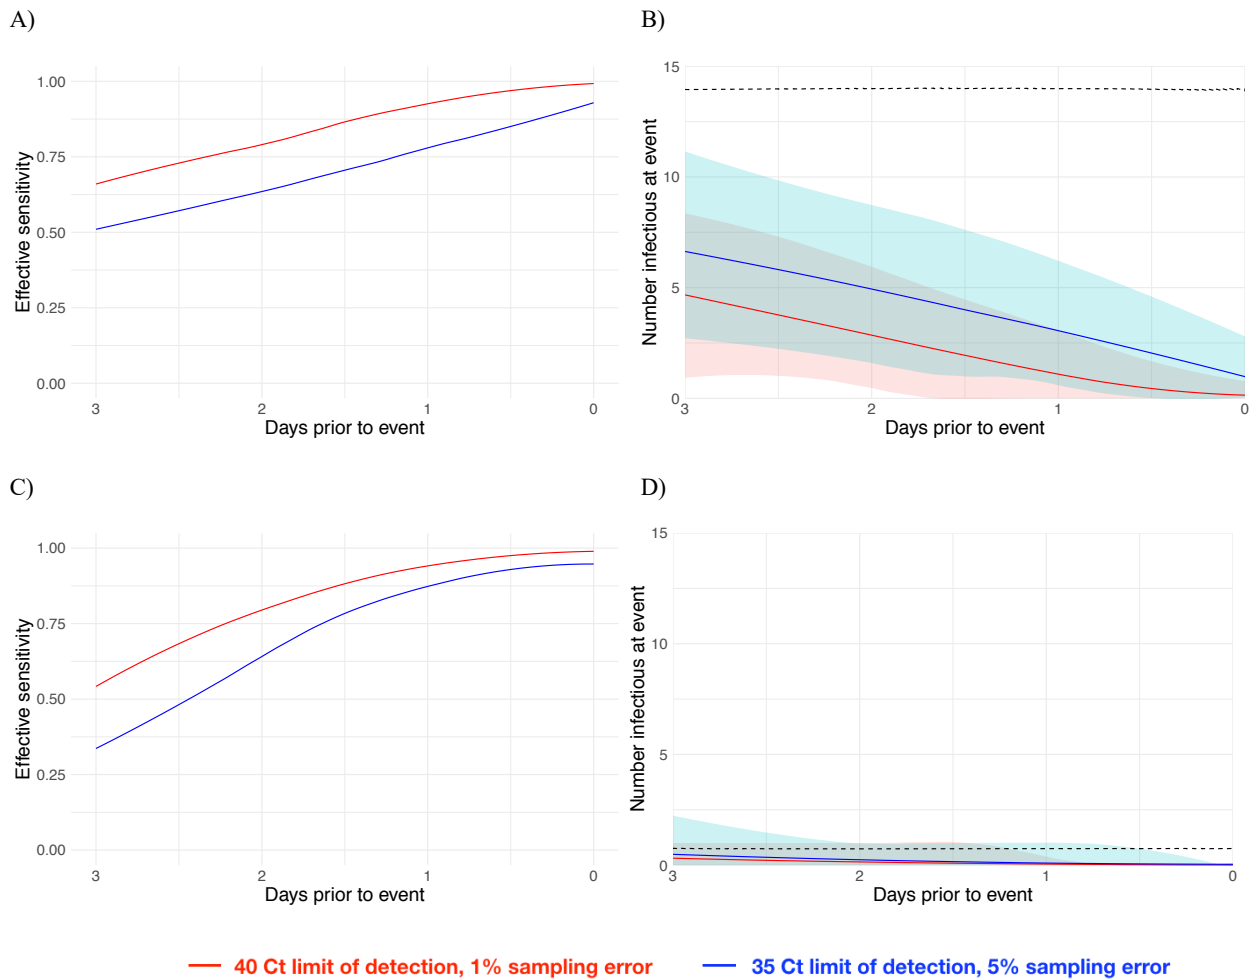 A)
B)
1.00
0.75
0.50
0.25
0.00
Effective sensitivity
3 2 1 0
Days prior to event
15
10
5
0
Number infectious at event
3 2 1 0
Days prior to event
C)
D)
1.00
0.75
0.50
0.25
0.00
Effective sensitivity
3 2 1 0
Days prior to event
15
10
5
0
Number infectious at event
3 2 1 0
Days prior to event
40 Ct limit of detection, 1% sampling error
35 Ct limit of detection, 5% sampling error